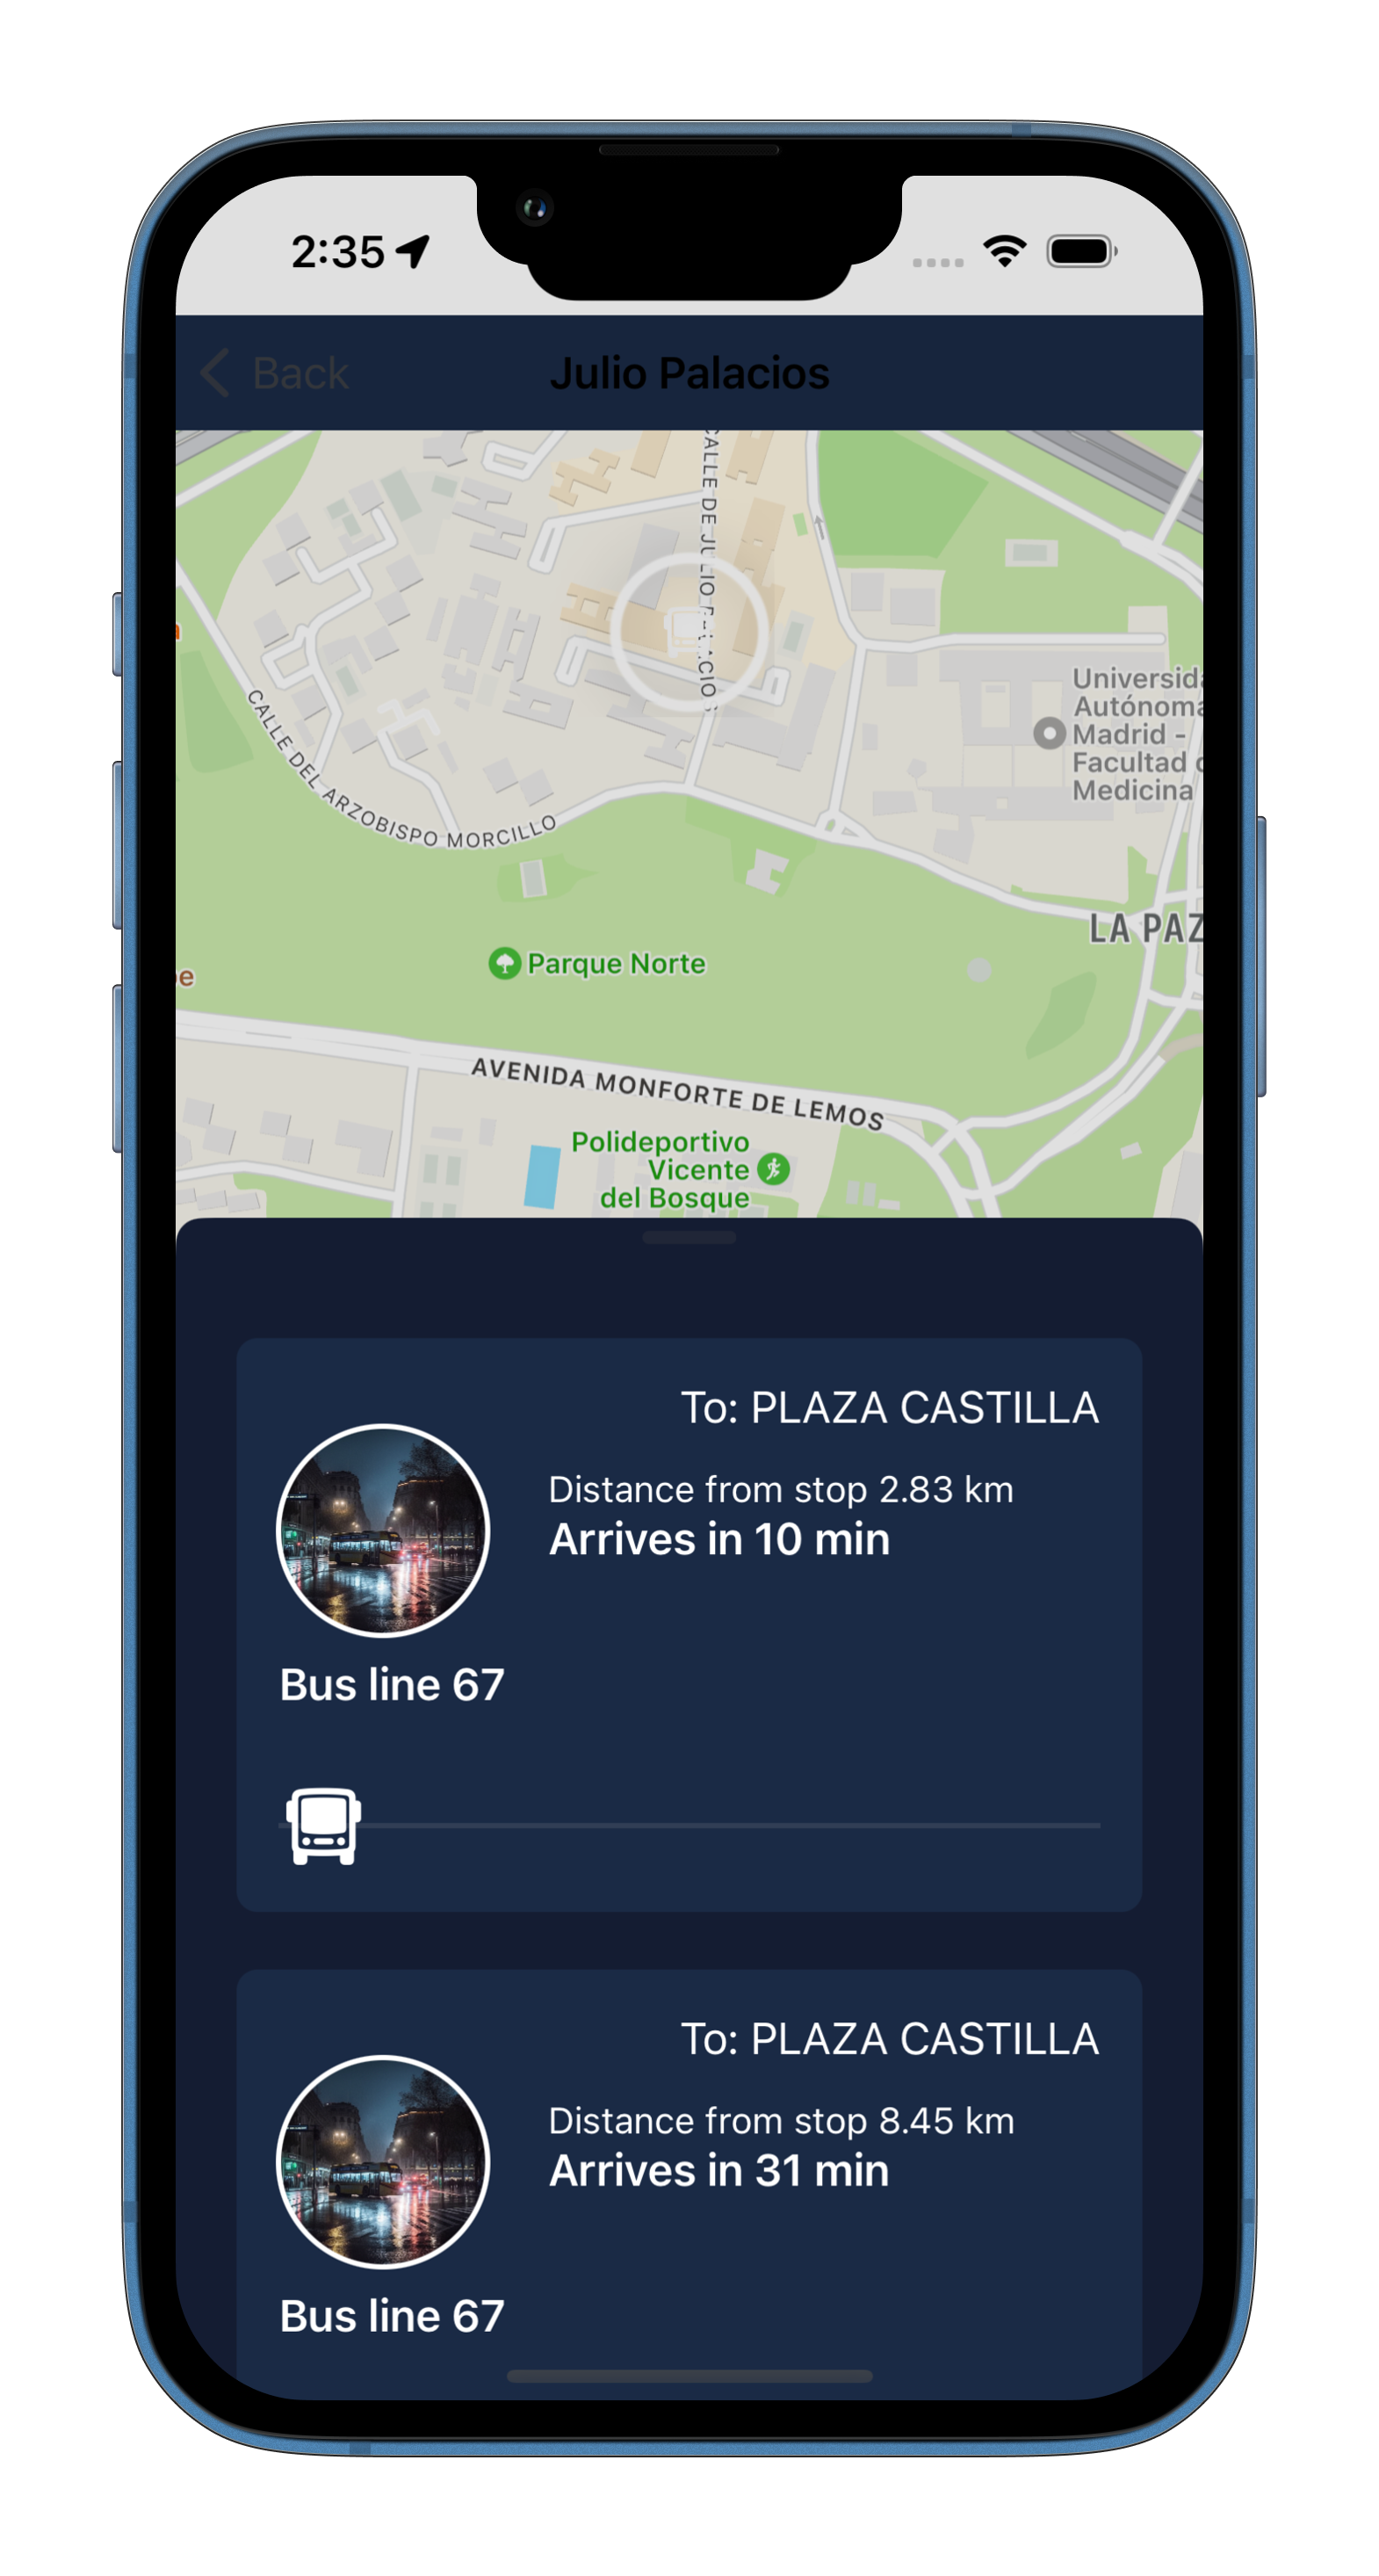 2:35
Back
Julio Palacios
CALLE DE JULIO PALACIOS
Universida
Autónoma
Madrid -
Facultad
Medicina
CALLE DEL ARZOBISPO MORCILLO
LA PAZ
Parque Norte
AVENIDA MONFORTE DE LEMOS
Polideportivo
Vicente
del Bosque
To: PLAZA CASTILLA
Distance from stop 2.83 km
Arrives in 10 min
Bus line 67
To: PLAZA CASTILLA
Distance from stop 8.45 km
Arrives in 31 min
Bus line 67